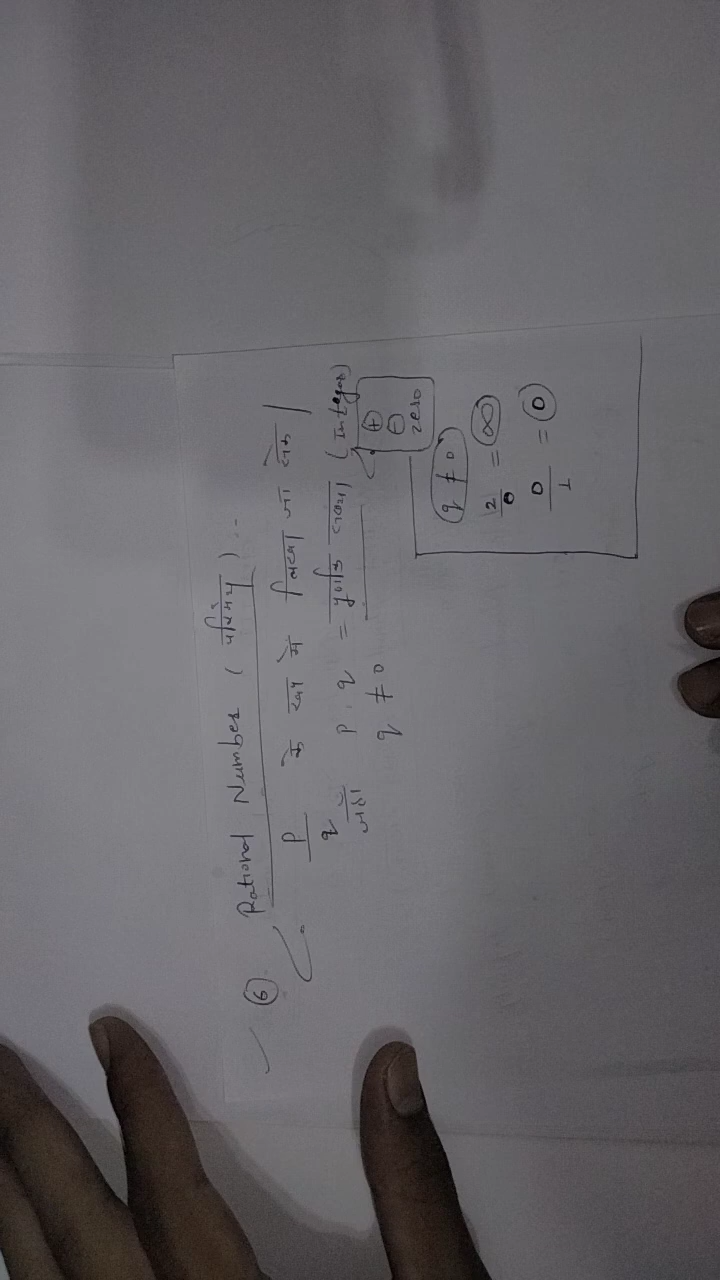 ⑥ Rational Number ( परिमेय ) :-
p/q के रूप में लिखा जा सके |
जहाँ p, q = पूर्णांक संख्या (Integer)
q ≠ 0
⊕
⊖
zero
q ≠ 0
2/0 = ∞
0/1 = 0